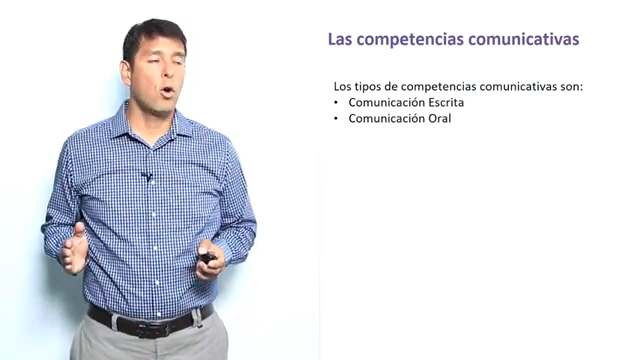 Las competencias comunicativas
Los tipos de competencias comunicativas son:
• Comunicación Escrita
• Comunicación Oral